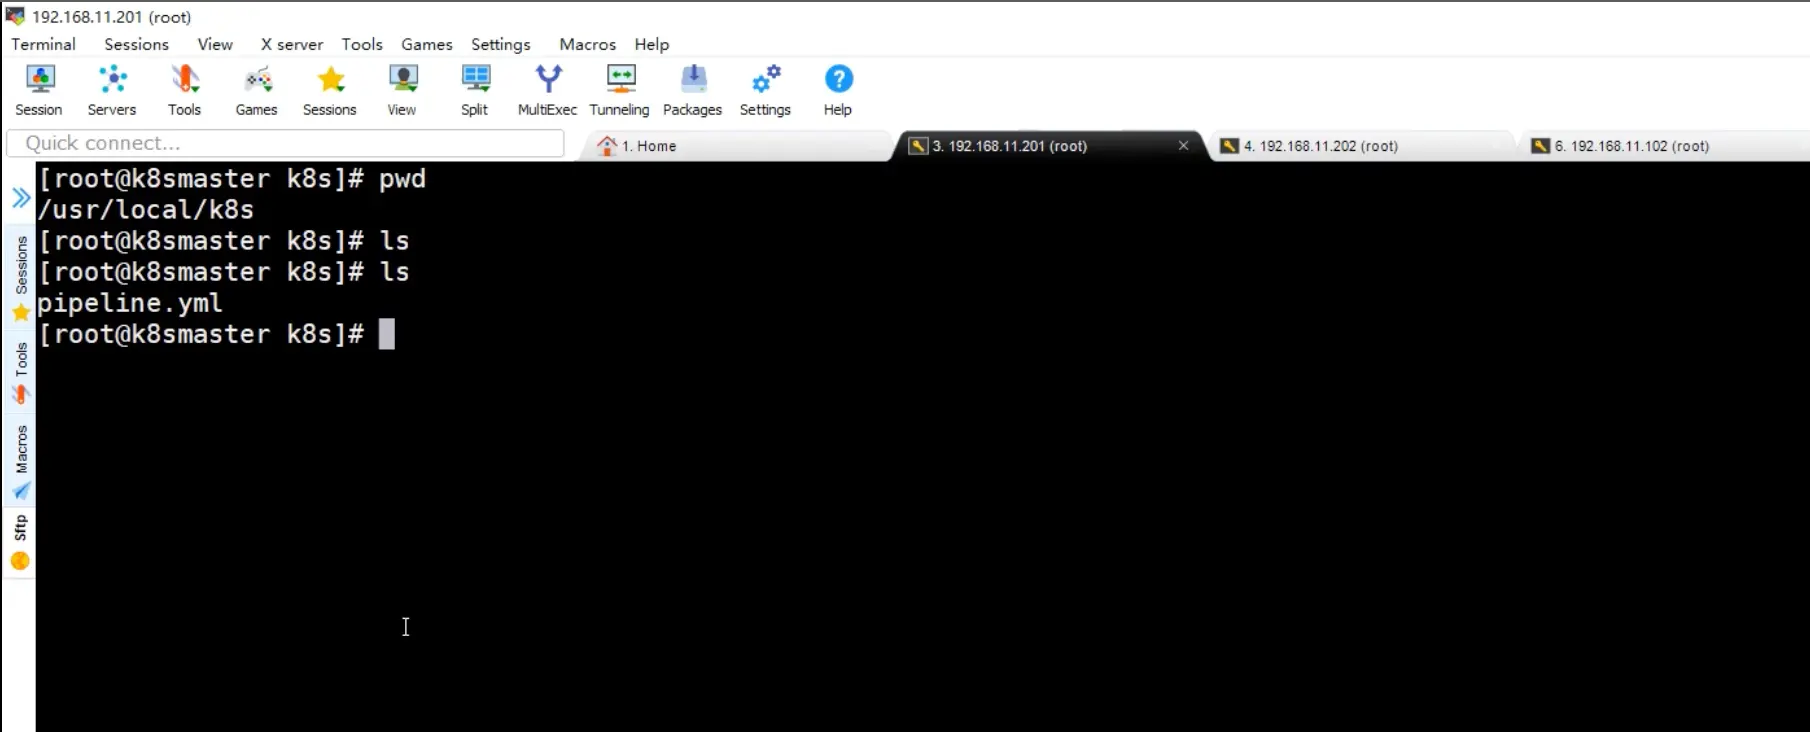 192.168.11.201 (root)
Terminal Sessions View X server Tools Games Settings Macros Help
Session Servers Tools Games Sessions View Split MultiExec Tunneling Packages Settings Help
Quick connect...
1. Home
3. 192.168.11.201 (root)
4. 192.168.11.202 (root)
6. 192.168.11.102 (root)
Sessions
Tools
Macros
Sftp
[root@k8smaster k8s]# pwd
/usr/local/k8s
[root@k8smaster k8s]# ls
[root@k8smaster k8s]# ls
pipeline.yml
[root@k8smaster k8s]#